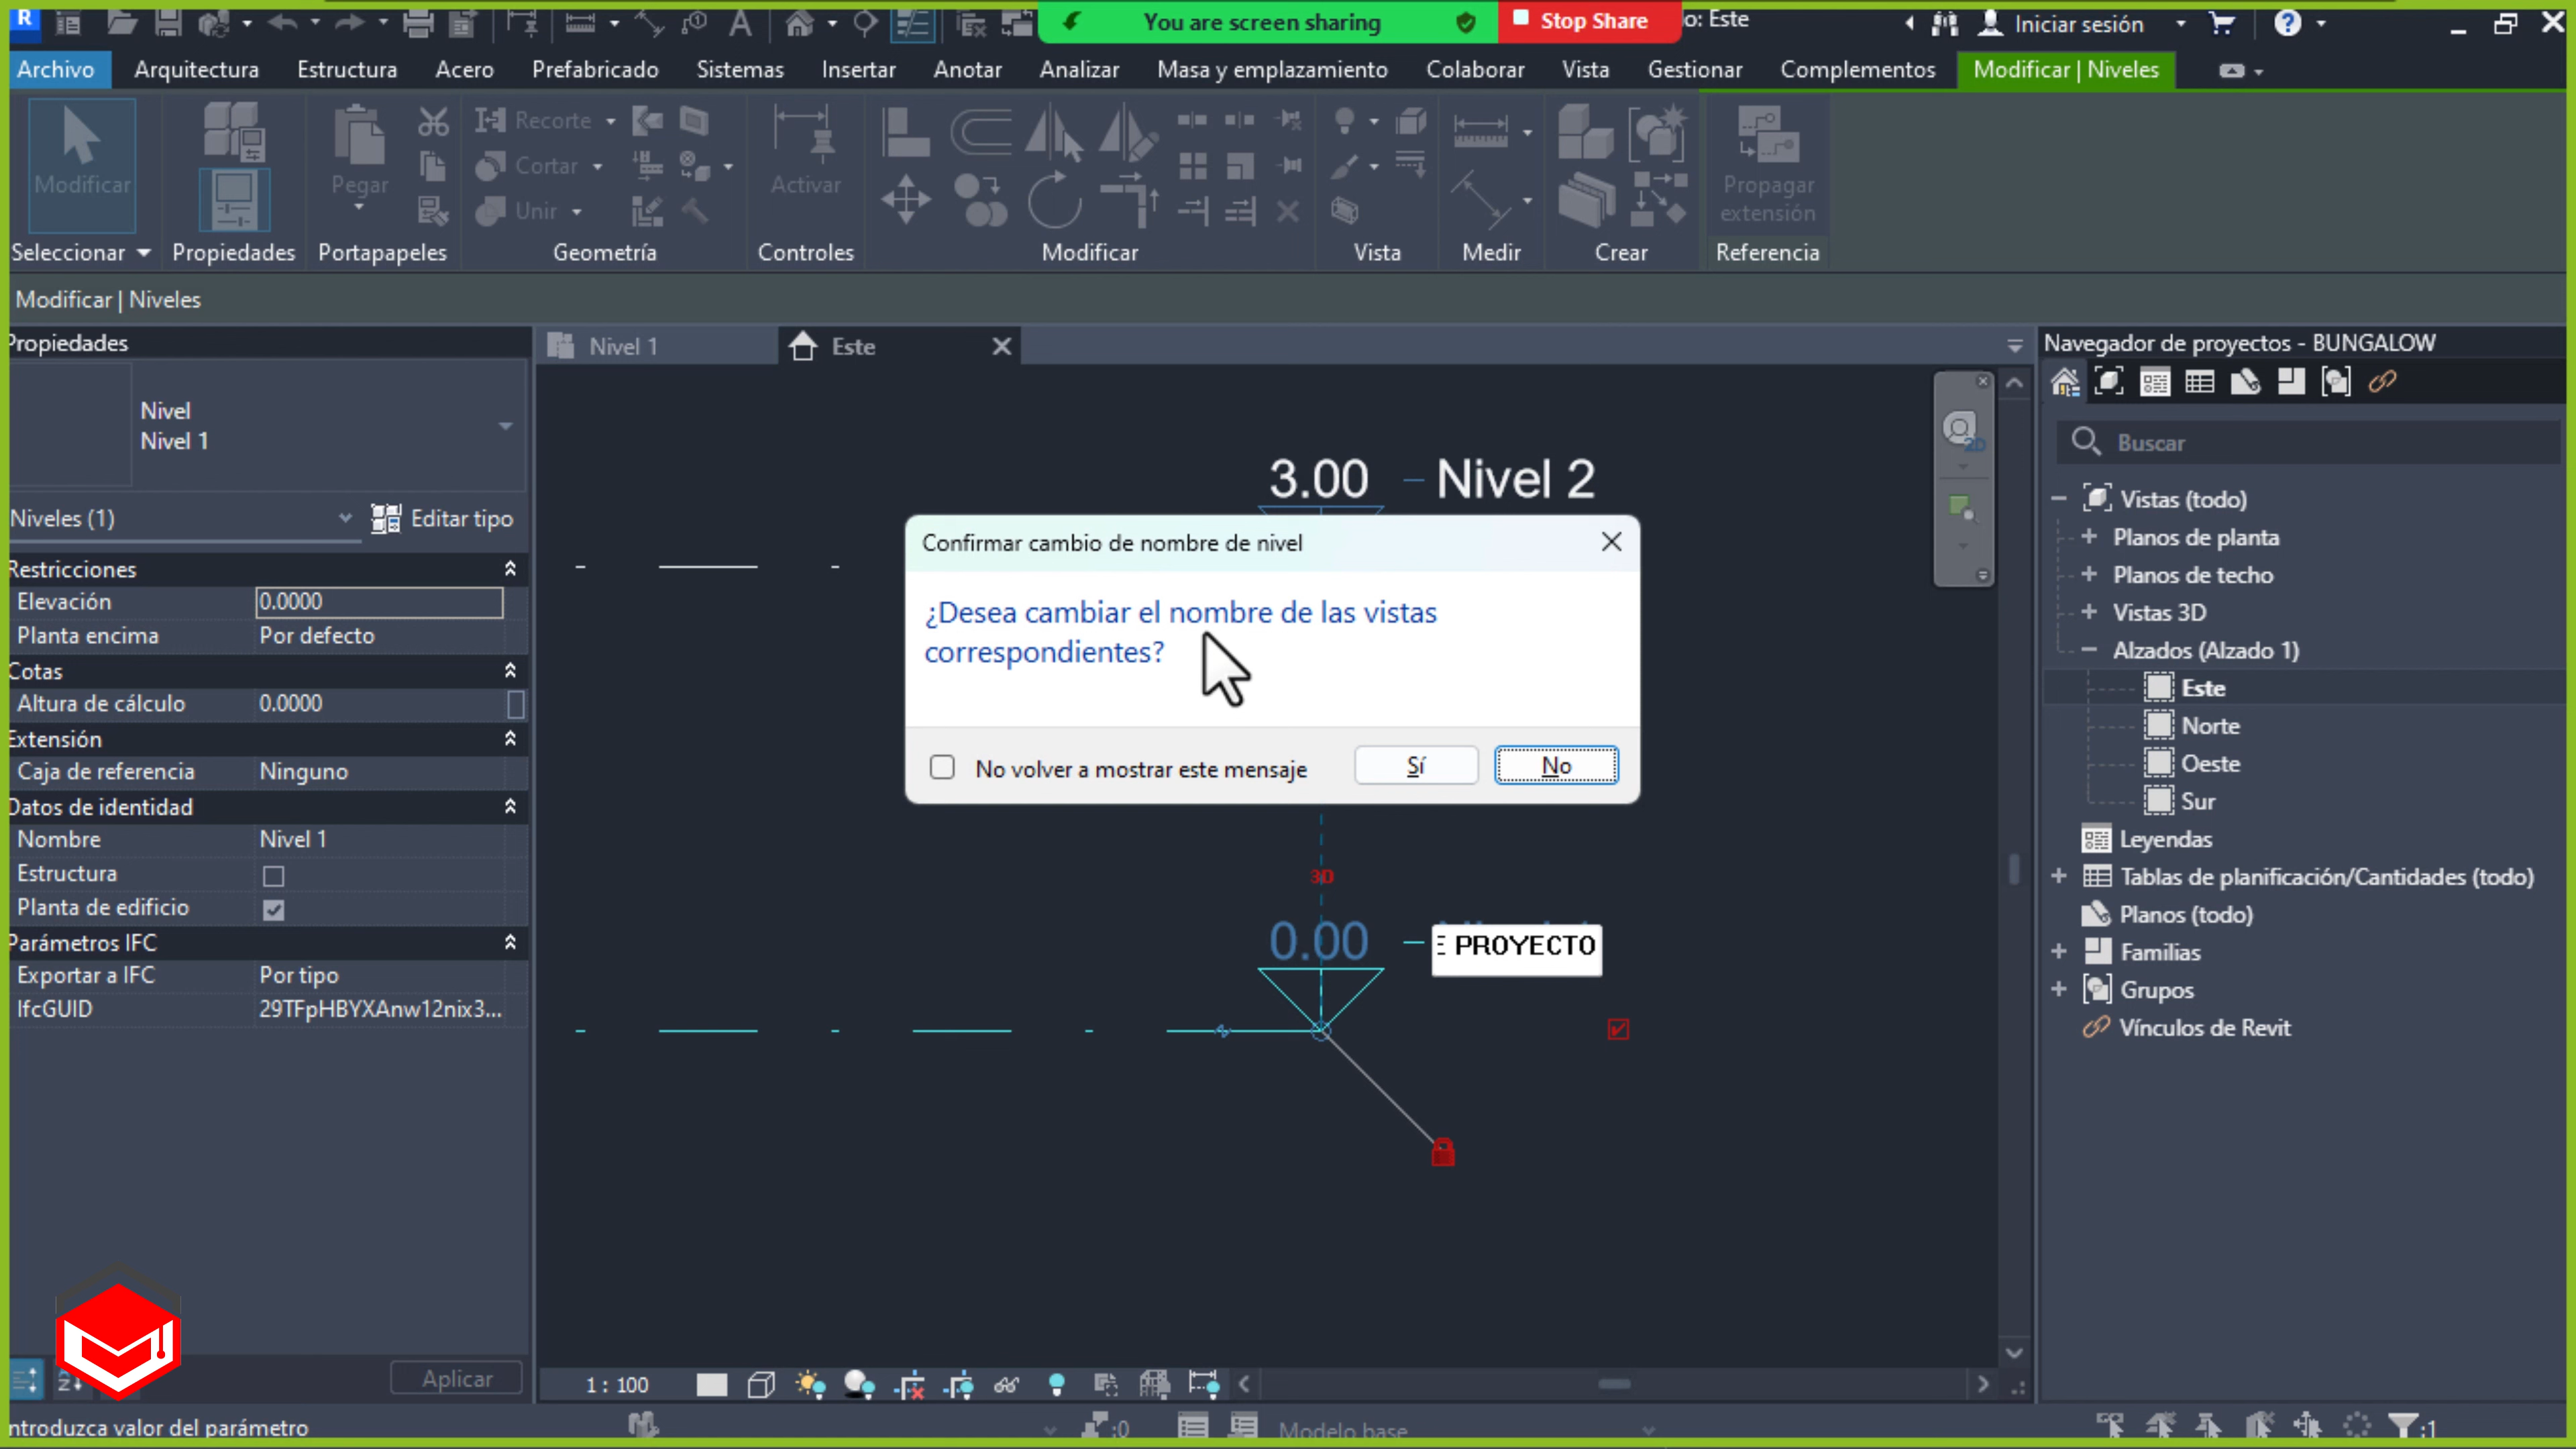 You are screen sharing
Stop Share
o: Este
Iniciar sesión
Archivo
Arquitectura
Estructura
Acero
Prefabricado
Sistemas
Insertar
Anotar
Analizar
Masa y emplazamiento
Colaborar
Vista
Gestionar
Complementos
Modificar | Niveles
Modificar
Pegar
Recorte
Cortar
Unir
Activar
Propagar
extensión
Seleccionar
Propiedades
Portapapeles
Geometría
Controles
Modificar
Vista
Medir
Crear
Referencia
Modificar | Niveles
Propiedades
Nivel 1
Este
Navegador de proyectos - BUNGALOW
Nivel
Nivel 1
Buscar
Niveles (1)
Editar tipo
Restricciones
Elevación 0.0000
Planta encima Por defecto
Cotas
Altura de cálculo 0.0000
Extensión
Caja de referencia Ninguno
Datos de identidad
Nombre Nivel 1
Estructura
Planta de edificio
Parámetros IFC
Exportar a IFC Por tipo
IfcGUID 29TFpHBYXAnw12nix3...
Aplicar
ntroduzca valor del parámetro
3.00 Nivel 2
Confirmar cambio de nombre de nivel
¿Desea cambiar el nombre de las vistas
correspondientes?
No volver a mostrar este mensaje
Sí
No
3D
0.00
E PROYECTO
1 : 100
:0
Modelo base
:1
2D
Vistas (todo)
Planos de planta
Planos de techo
Vistas 3D
Alzados (Alzado 1)
Este
Norte
Oeste
Sur
Leyendas
Tablas de planificación/Cantidades (todo)
Planos (todo)
Familias
Grupos
Vínculos de Revit